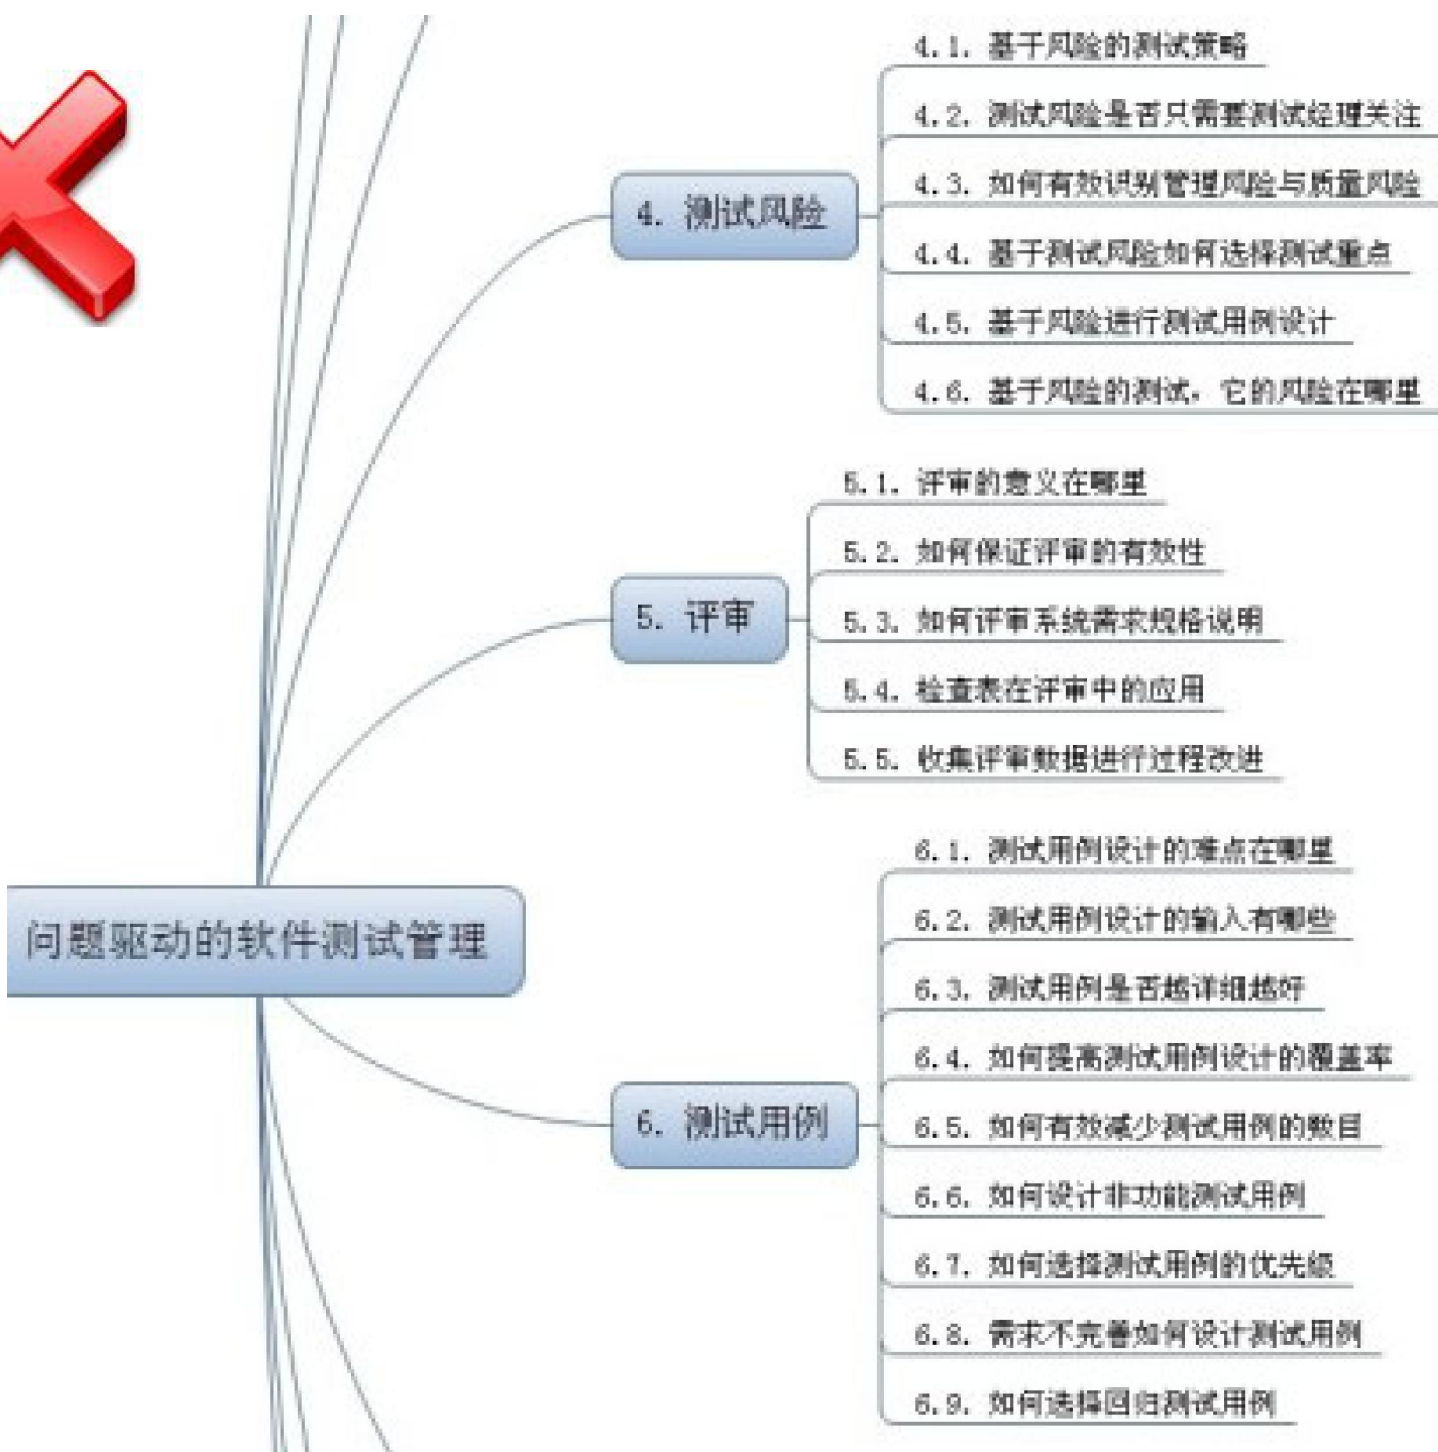 4.1. 基于风险的测试策略
4.2. 测试风险是否只需要测试经理关注
4.3. 如何有效识别管理风险与质量风险
4. 测试风险
4.4. 基于测试风险如何选择测试重点
4.5. 基于风险进行测试用例设计
4.6. 基于风险的测试，它的风险在哪里
5.1. 评审的意义在哪里
5.2. 如何保证评审的有效性
5. 评审
5.3. 如何评审系统需求规格说明
5.4. 检查表在评审中的应用
5.5. 收集评审数据进行过程改进
问题驱动的软件测试管理
6.1. 测试用例设计的难点在哪里
6.2. 测试用例设计的输入有哪些
6.3. 测试用例是否越详细越好
6.4. 如何提高测试用例设计的覆盖率
6. 测试用例
6.5. 如何有效减少测试用例的数目
6.6. 如何设计非功能测试用例
6.7. 如何选择测试用例的优先级
6.8. 需求不完善如何设计测试用例
6.9. 如何选择回归测试用例